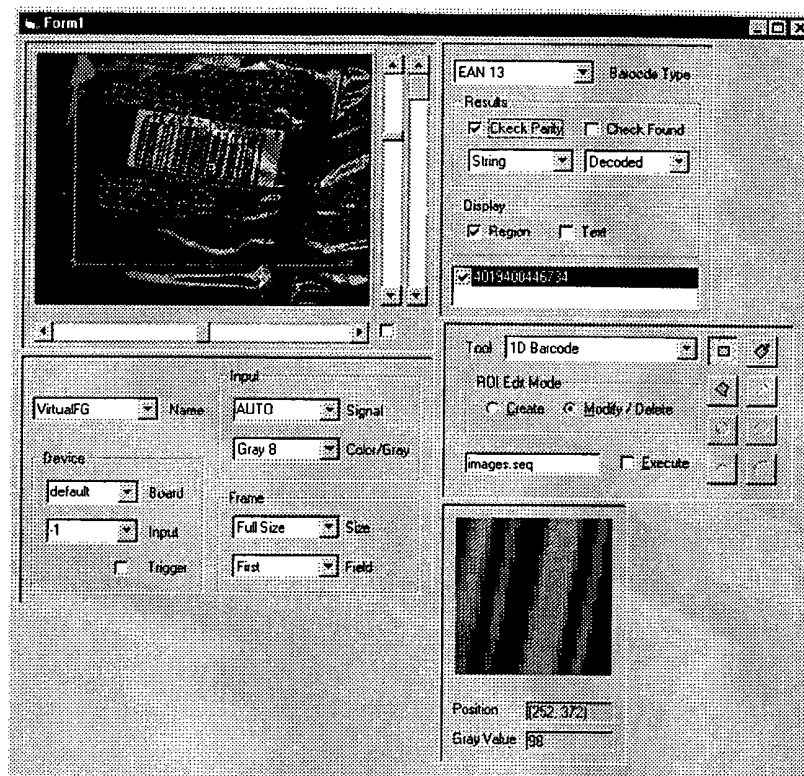 Form1
EAN 13 Barcode Type
Results
Check Parity Check Found
String Decoded
Display
Region Text
4019400446734
Tool 1D Barcode
ROI Edit Mode
Create Modify / Delete
images.seq Execute
VirtualFG Name
Device
default Board
-1 Input
Trigger
Input
AUTO Signal
Gray 8 Color/Gray
Frame
Full Size Size
First Field
Position (252, 372)
Gray Value 98